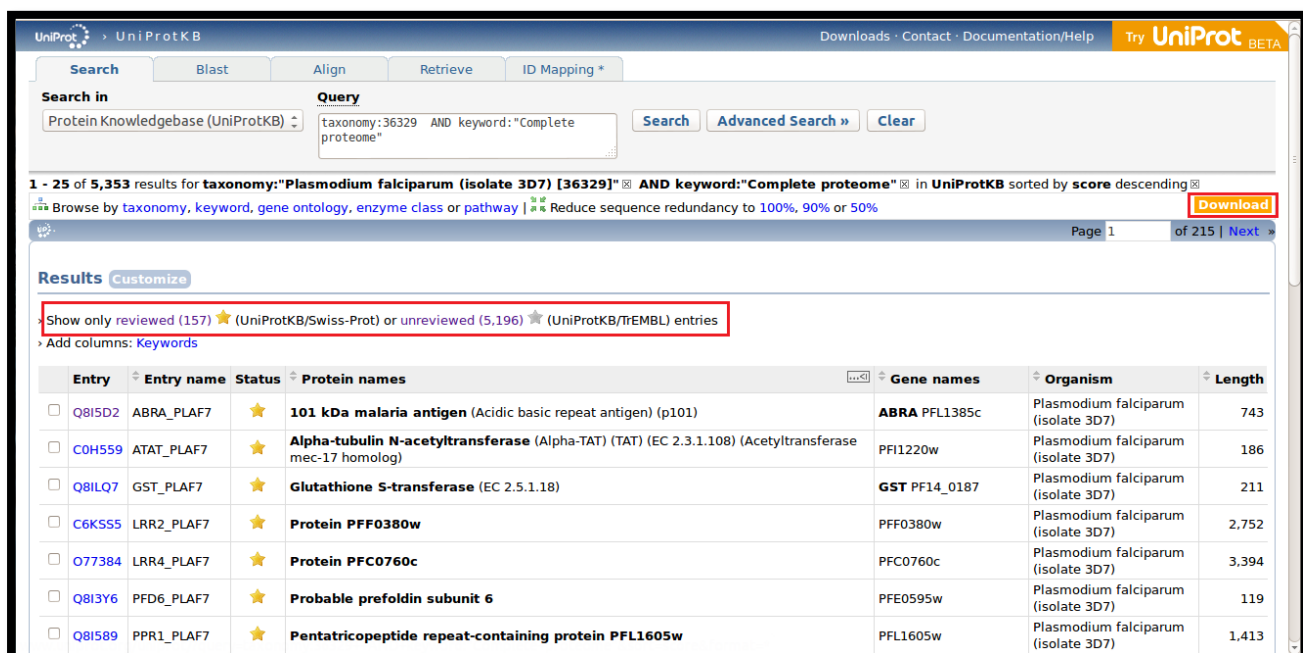 UniProt › UniProtKB
Downloads · Contact · Documentation/Help
Try UniProt BETA
Search Blast Align Retrieve ID Mapping *
Search in Query
Protein Knowledgebase (UniProtKB)
taxonomy:36329 AND keyword:"Complete
proteome"
Search Advanced Search » Clear
1 - 25 of 5,353 results for taxonomy:"Plasmodium falciparum (isolate 3D7) [36329]" AND keyword:"Complete proteome" in UniProtKB sorted by score descending
Browse by taxonomy, keyword, gene ontology, enzyme class or pathway | Reduce sequence redundancy to 100%, 90% or 50%
Download
Page 1 of 215 | Next »
Results Customize
› Show only reviewed (157) (UniProtKB/Swiss-Prot) or unreviewed (5,196) (UniProtKB/TrEMBL) entries
› Add columns: Keywords
Entry Entry name Status Protein names Gene names Organism Length
Q8I5D2 ABRA_PLAF7 101 kDa malaria antigen (Acidic basic repeat antigen) (p101) ABRA PFL1385c Plasmodium falciparum 743
(isolate 3D7)
C0H559 ATAT_PLAF7 Alpha-tubulin N-acetyltransferase (Alpha-TAT) (TAT) (EC 2.3.1.108) (Acetyltransferase PFI1220w Plasmodium falciparum 186
mec-17 homolog) (isolate 3D7)
Q8ILQ7 GST_PLAF7 Glutathione S-transferase (EC 2.5.1.18) GST PF14_0187 Plasmodium falciparum 211
(isolate 3D7)
C6KSS5 LRR2_PLAF7 Protein PFF0380w PFF0380w Plasmodium falciparum 2,752
(isolate 3D7)
O77384 LRR4_PLAF7 Protein PFC0760c PFC0760c Plasmodium falciparum 3,394
(isolate 3D7)
Q8I3Y6 PFD6_PLAF7 Probable prefoldin subunit 6 PFE0595w Plasmodium falciparum 119
(isolate 3D7)
Q8I589 PPR1_PLAF7 Pentatricopeptide repeat-containing protein PFL1605w PFL1605w Plasmodium falciparum 1,413
(isolate 3D7)